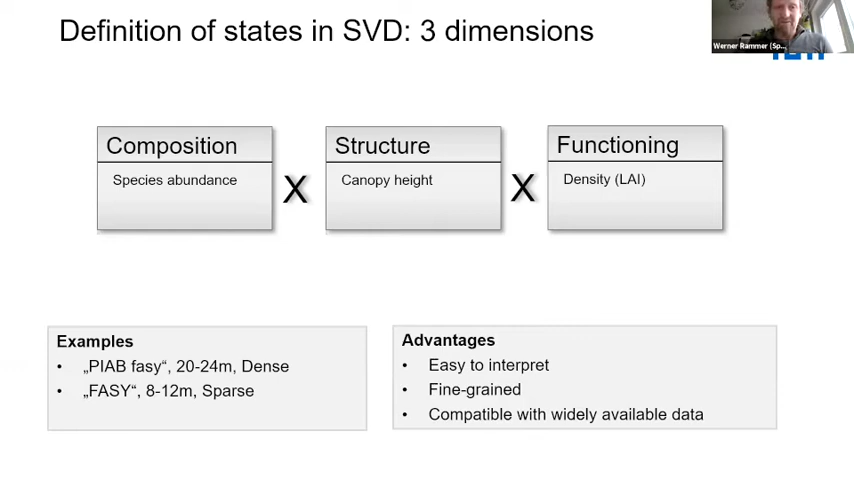 Definition of states in SVD: 3 dimensions
Werner Rammer (Sp...
Composition
Species abundance
X
Structure
Canopy height
X
Functioning
Density (LAI)
Examples
• „PIAB fasy“, 20-24m, Dense
• „FASY“, 8-12m, Sparse
Advantages
• Easy to interpret
• Fine-grained
• Compatible with widely available data